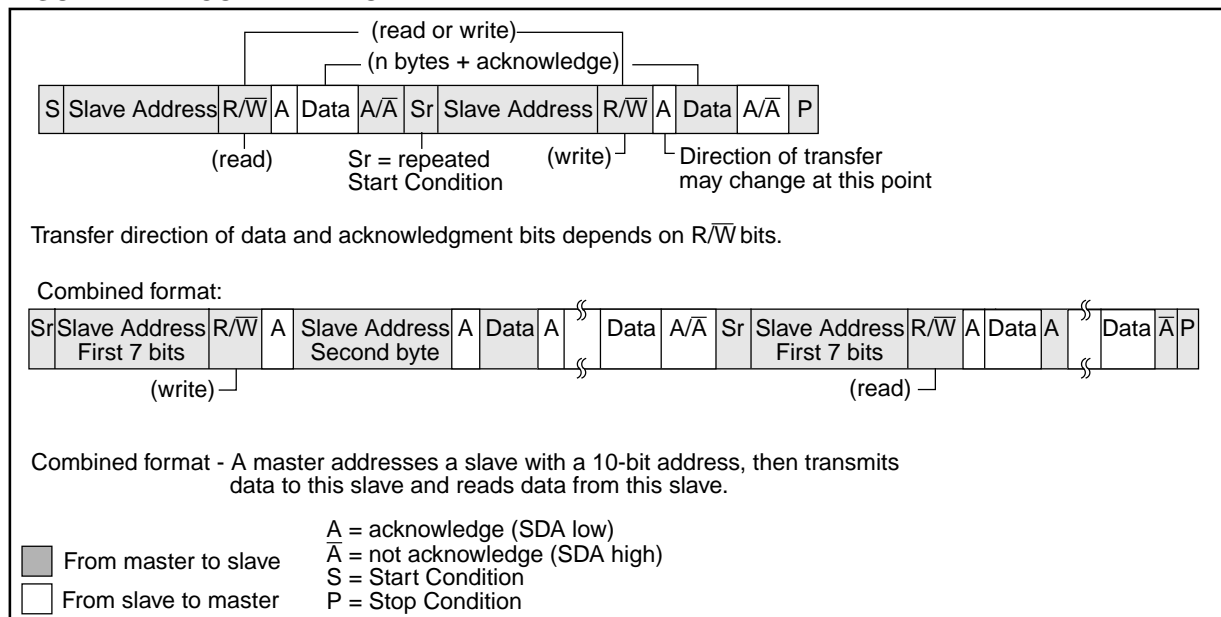 (read or write)
(n bytes + acknowledge)
S Slave Address R/W̅ A Data A/A̅ Sr Slave Address R/W̅ A Data A/A̅ P
(read) Sr = repeated Start Condition (write) Direction of transfer may change at this point
Transfer direction of data and acknowledgment bits depends on R/W̅ bits.
Combined format:
Sr Slave Address First 7 bits R/W̅ A Slave Address Second byte A Data A Data A/A̅ Sr Slave Address First 7 bits R/W̅ A Data A Data A̅ P
(write) (read)
Combined format - A master addresses a slave with a 10-bit address, then transmits
data to this slave and reads data from this slave.
A = acknowledge (SDA low)
A̅ = not acknowledge (SDA high)
S = Start Condition
P = Stop Condition
From master to slave
From slave to master